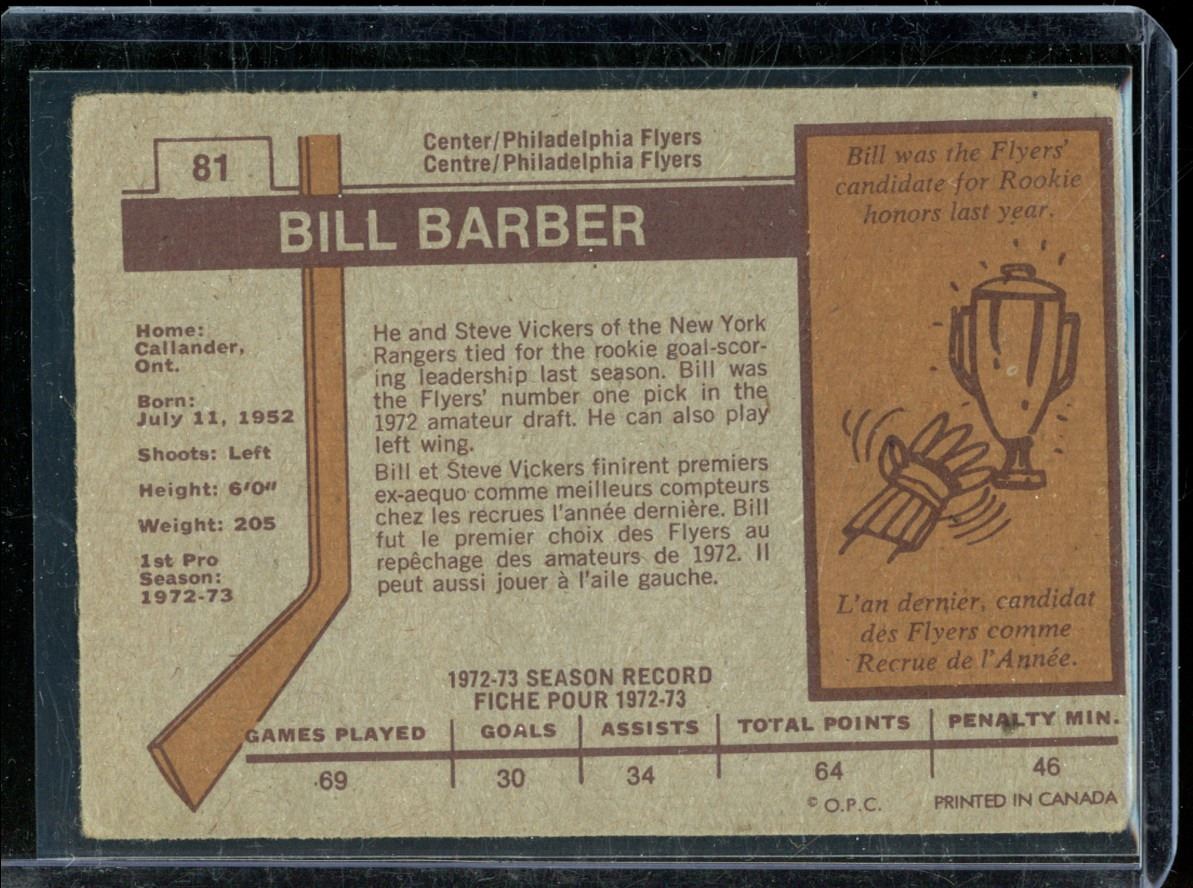 81
Center/Philadelphia Flyers
Centre/Philadelphia Flyers
BILL BARBER
Home:
Callander,
Ont.
Born:
July 11, 1952
Shoots: Left
Height: 6'0"
Weight: 205
1st Pro
Season:
1972-73
He and Steve Vickers of the New York
Rangers tied for the rookie goal-scor-
ing leadership last season. Bill was
the Flyers' number one pick in the
1972 amateur draft. He can also play
left wing.
Bill et Steve Vickers finirent premiers
ex-aequo comme meilleurs compteurs
chez les recrues l'année dernière. Bill
fut le premier choix des Flyers au
repêchage des amateurs de 1972. Il
peut aussi jouer à l'aile gauche.
Bill was the Flyers'
candidate for Rookie
honors last year.
L'an dernier, candidat
des Flyers comme
Recrue de l'Année.
1972-73 SEASON RECORD
FICHE POUR 1972-73
GAMES PLAYED GOALS ASSISTS TOTAL POINTS PENALTY MIN.
69 30 34 64 46
© O.P.C. PRINTED IN CANADA